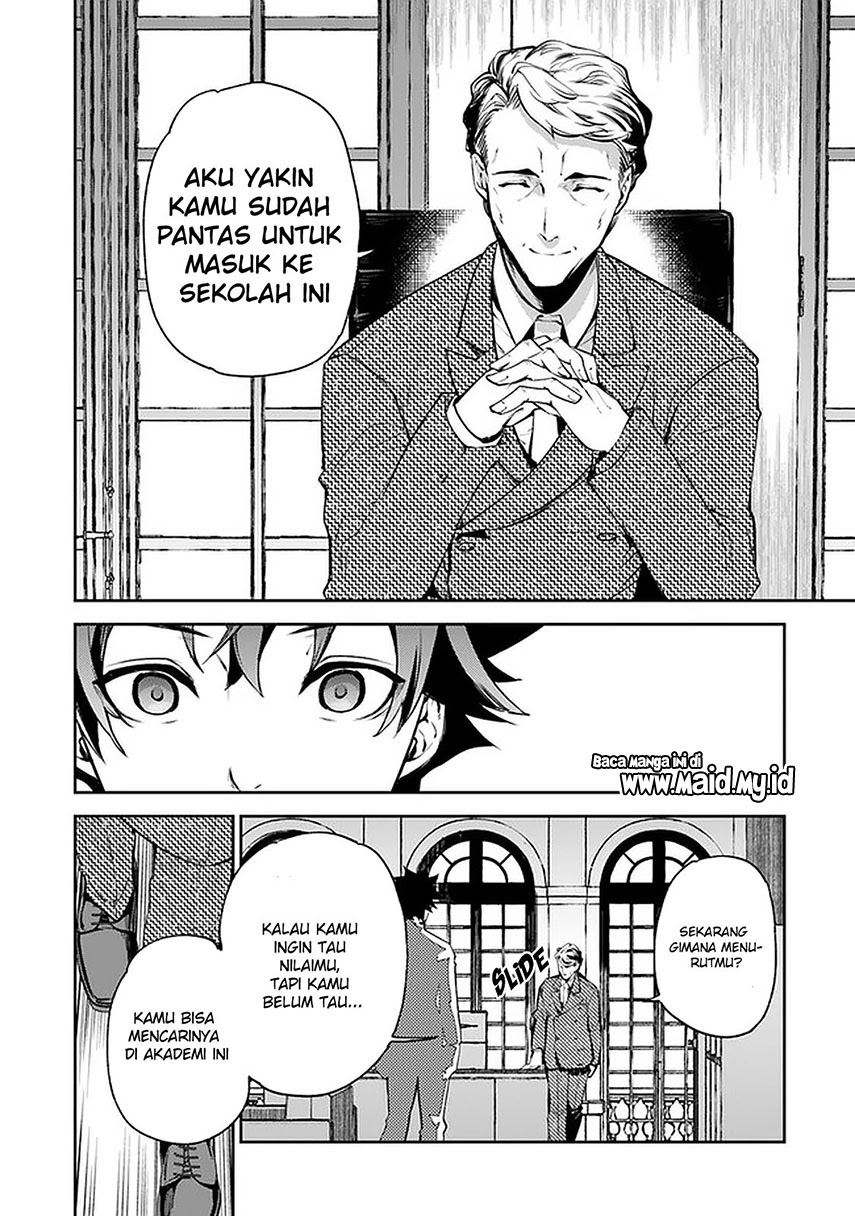 AKU YAKIN
KAMU SUDAH
PANTAS UNTUK
MASUK KE
SEKOLAH INI
Baca Manga ini di
www.Maid.My.id
SEKARANG
GIMANA MENU-
RUTMU?
SLIDE
KALAU KAMU
INGIN TAU
NILAIMU,
TAPI KAMU
BELUM TAU...
KAMU BISA
MENCARINYA
DI AKADEMI INI